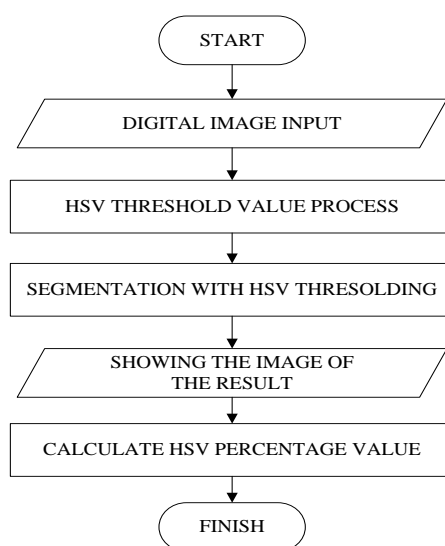 START
DIGITAL IMAGE INPUT
HSV THRESHOLD VALUE PROCESS
SEGMENTATION WITH HSV THRESOLDING
SHOWING THE IMAGE OF
THE RESULT
CALCULATE HSV PERCENTAGE VALUE
FINISH